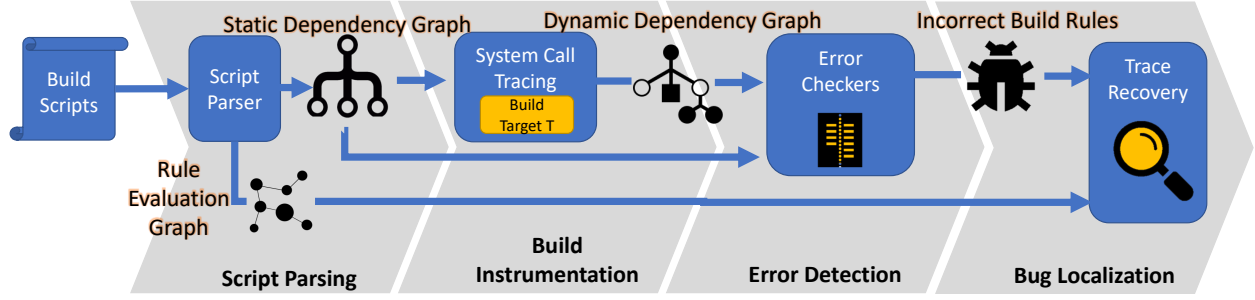 Static Dependency Graph
Dynamic Dependency Graph
Incorrect Build Rules
Build
Scripts
Script
Parser
System Call
Tracing
Build
Target T
Error
Checkers
Trace
Recovery
Rule
Evaluation
Graph
Script Parsing
Build
Instrumentation
Error Detection
Bug Localization